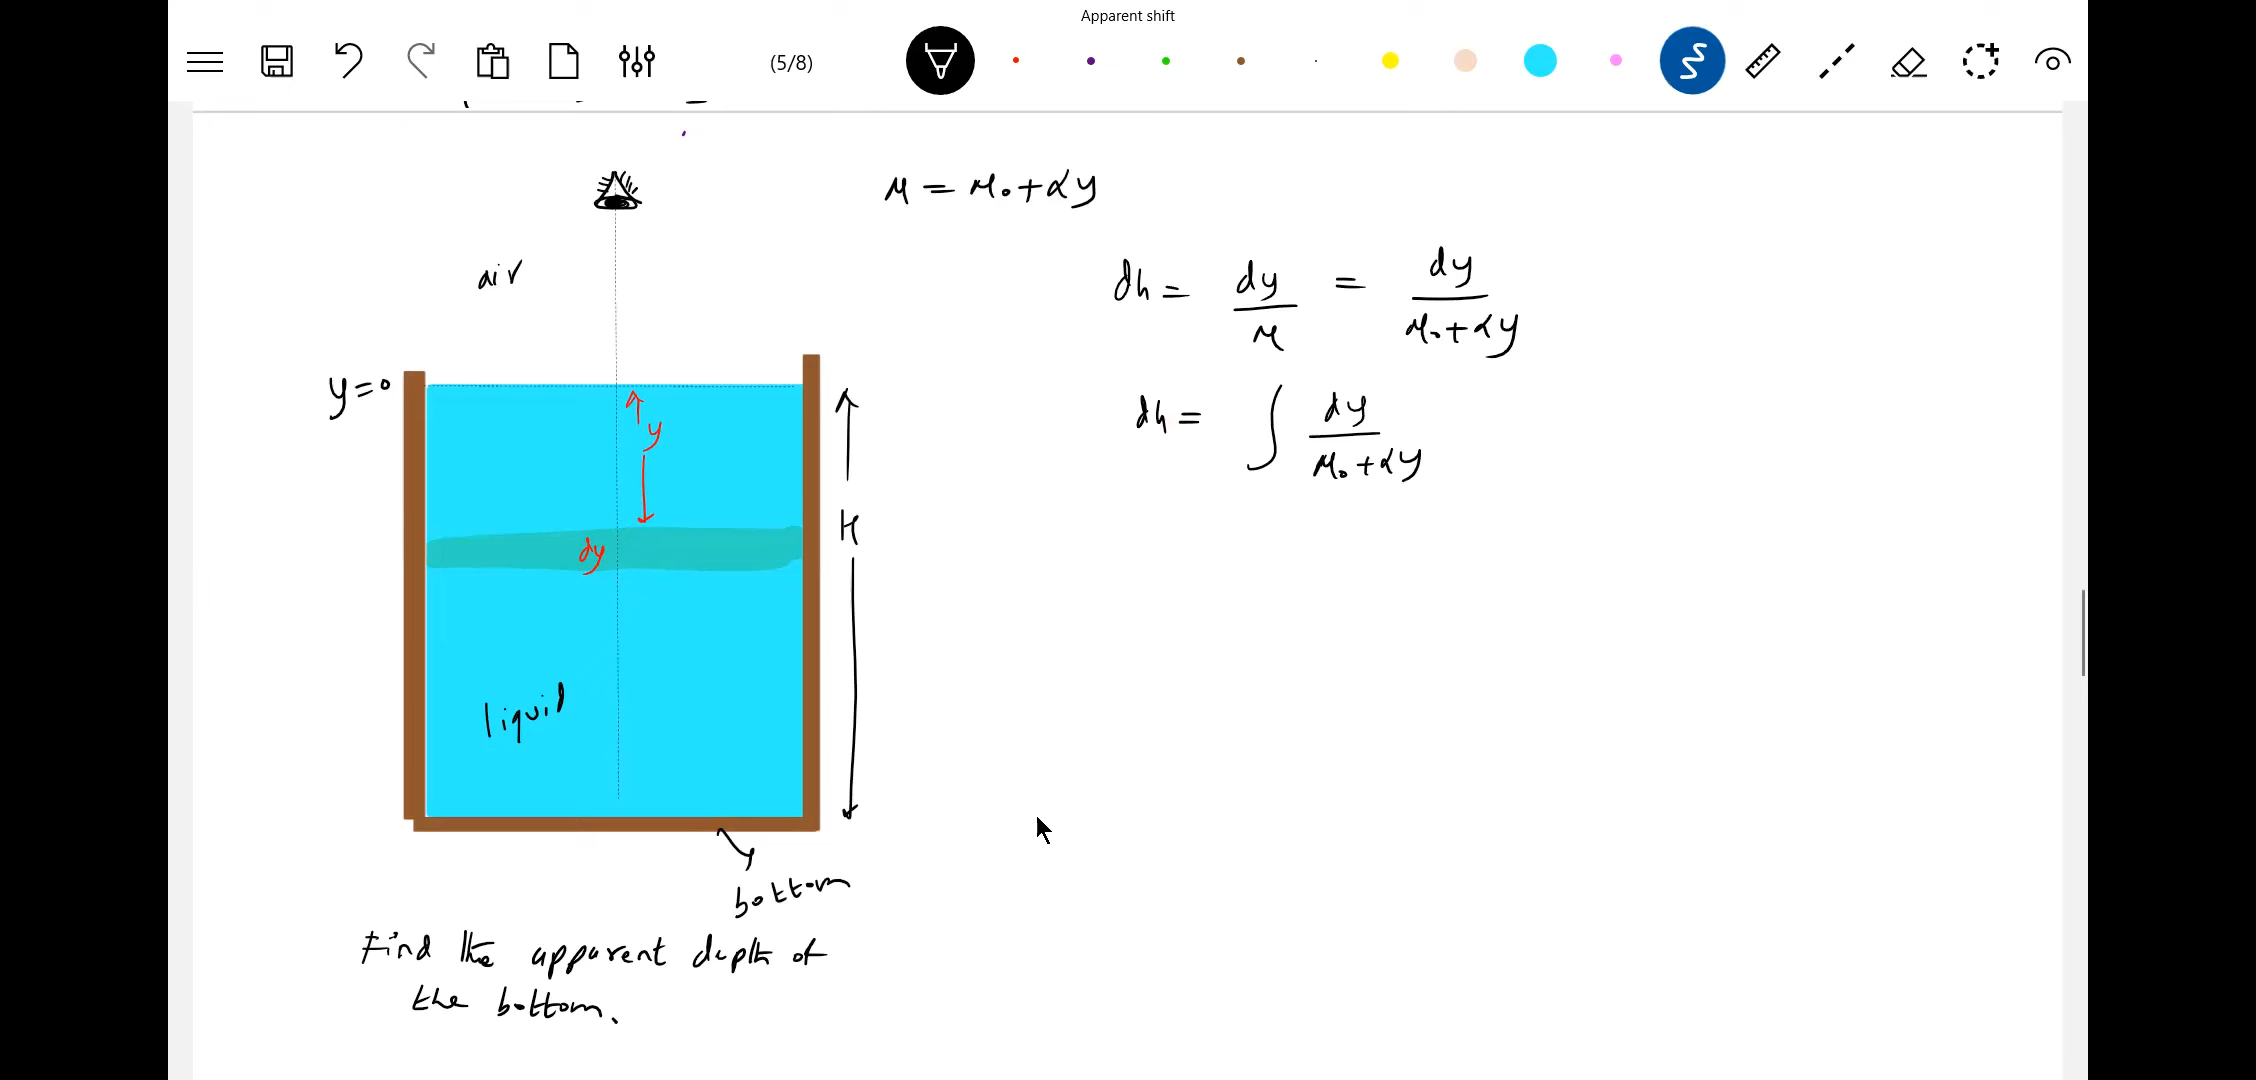 Apparent shift
(5/8)
μ = μ₀ + αy
air
dh = dy/μ = dy/(μ₀ + αy)
y = 0
y
dh = ∫ dy/(μ₀ + αy)
H
dy
liquid
bottom
Find the apparent depth of
the bottom.